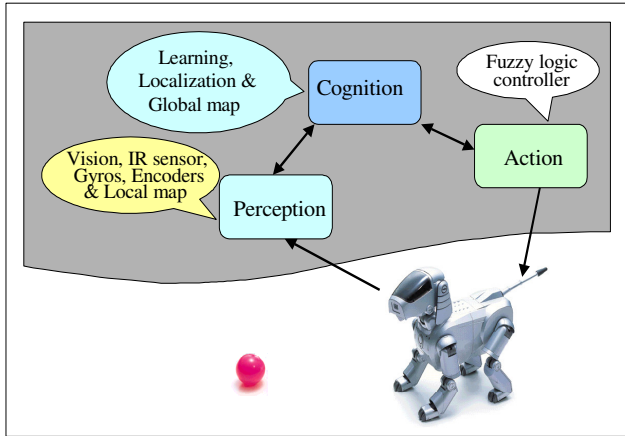 Learning,
Localization &
Global map
Cognition
Fuzzy logic
controller
Action
Vision, IR sensor,
Gyros, Encoders
& Local map
Perception